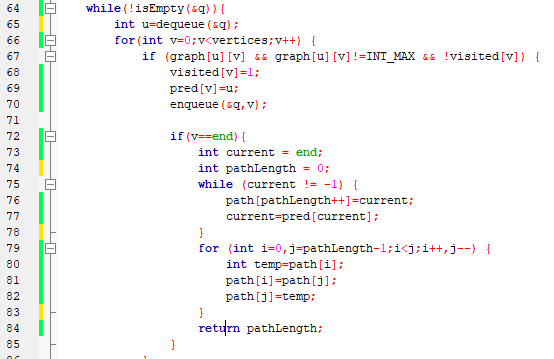 64 while(!isEmpty(&q)){
65 int u=dequeue(&q);
66 for(int v=0;v<vertices;v++) {
67 if (graph[u][v] && graph[u][v]!=INT_MAX && !visited[v]) {
68 visited[v]=1;
69 pred[v]=u;
70 enqueue(&q,v);
71
72 if(v==end){
73 int current = end;
74 int pathLength = 0;
75 while (current != -1) {
76 path[pathLength++]=current;
77 current=pred[current];
78 }
79 for (int i=0,j=pathLength-1;i<j;i++,j--) {
80 int temp=path[i];
81 path[i]=path[j];
82 path[j]=temp;
83 }
84 return pathLength;
85 }